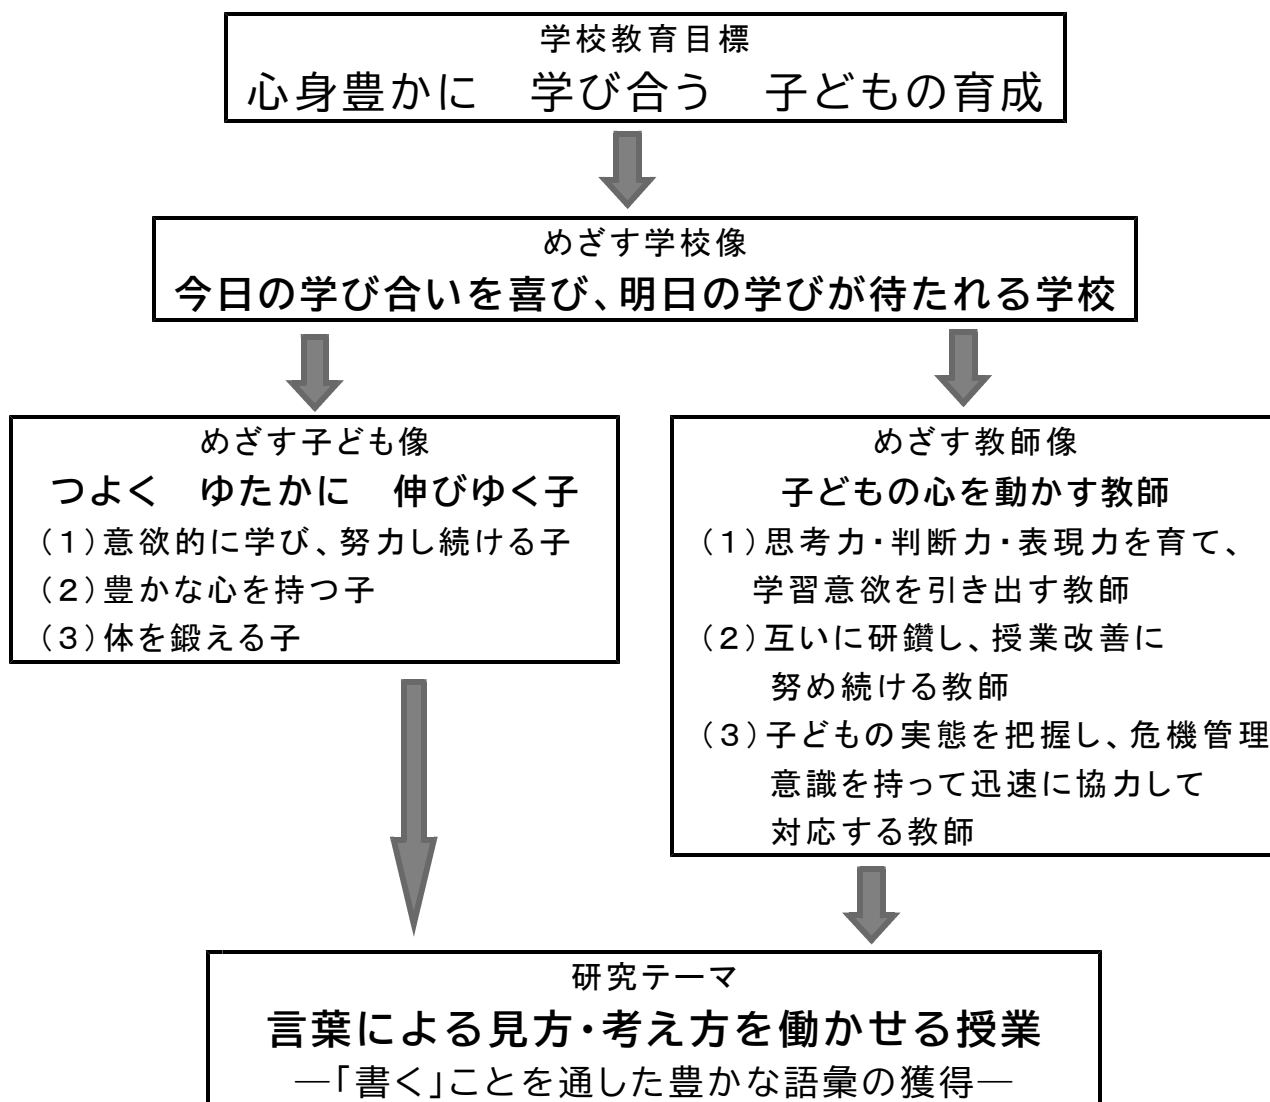 学校教育目標
心身豊かに　学び合う　子どもの育成
めざす学校像
今日の学び合いを喜び、明日の学びが待たれる学校
めざす子ども像
つよく　ゆたかに　伸びゆく子
（１）意欲的に学び、努力し続ける子
（２）豊かな心を持つ子
（３）体を鍛える子
めざす教師像
子どもの心を動かす教師
（１）思考力・判断力・表現力を育て、
学習意欲を引き出す教師
（２）互いに研鑽し、授業改善に
努め続ける教師
（３）子どもの実態を把握し、危機管理
意識を持って迅速に協力して
対応する教師
研究テーマ
言葉による見方・考え方を働かせる授業
―「書く」ことを通した豊かな語彙の獲得―